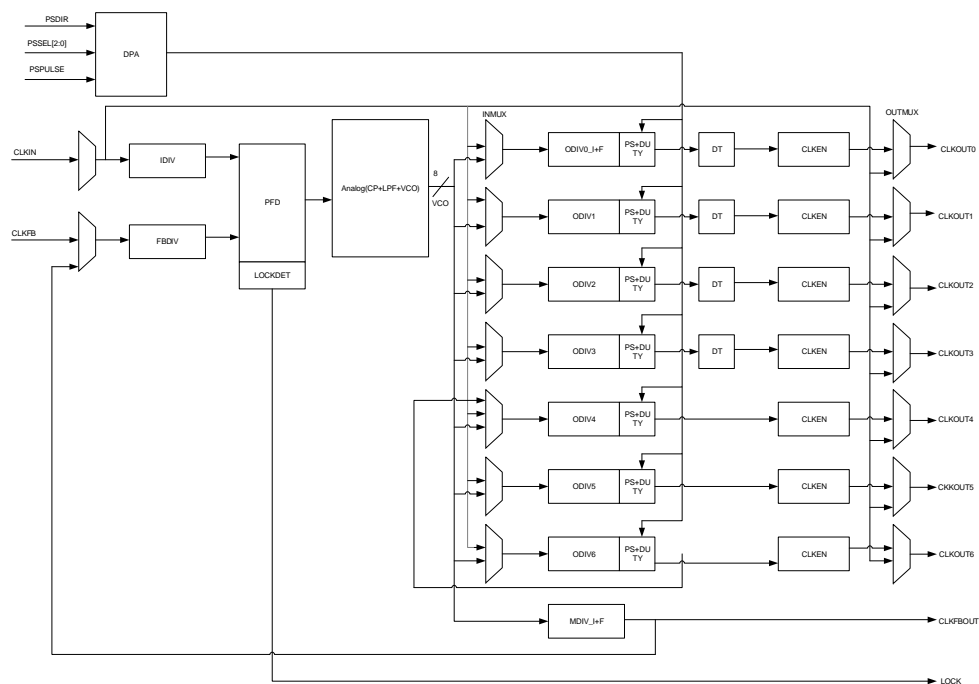 PSDIR
PSSEL[2:0]
PSPULSE
DPA
INMUX
OUTMUX
CLKIN
IDIV
PFD
Analog(CP+LPF+VCO)
8
VCO
CLKFB
FBDIV
LOCKDET
ODIV0_I+F
PS+DU
TY
DT
CLKEN
CLKOUT0
ODIV1
PS+DU
TY
DT
CLKEN
CLKOUT1
ODIV2
PS+DU
TY
DT
CLKEN
CLKOUT2
ODIV3
PS+DU
TY
DT
CLKEN
CLKOUT3
ODIV4
PS+DU
TY
CLKEN
CLKOUT4
ODIV5
PS+DU
TY
CLKEN
CKKOUT5
ODIV6
PS+DU
TY
CLKEN
CLKOUT6
MDIV_I+F
CLKFBOUT
LOCK